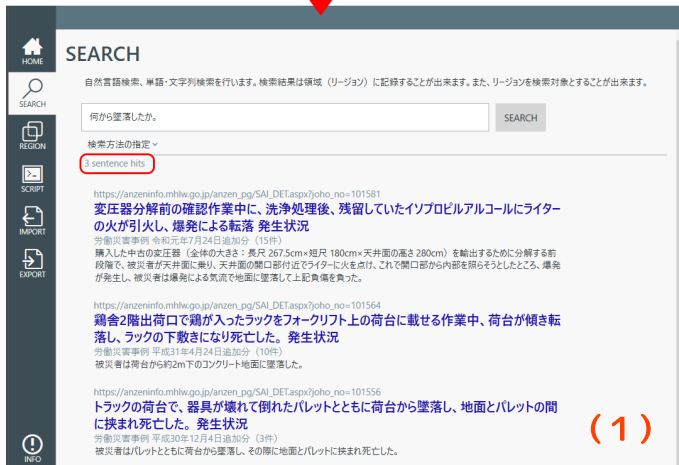 HOME
SEARCH
REGION
SCRIPT
IMPORT
EXPORT
INFO
SEARCH
自然言語検索、単語・文字列検索を行います。検索結果は領域（リージョン）に記録することが出来ます。また、リージョンを検索対象とすることが出来ます。
何から墜落したか。
SEARCH
検索方法の指定
3 sentence hits
https://anzeninfo.mhlw.go.jp/anzen_pg/SAI_DET.aspx?joho_no=101581
変圧器分解前の確認作業中に、洗浄処理後、残留していたイソプロピルアルコールにライター
の火が引火し、爆発による転落 発生状況
労働災害事例 令和元年7月24日追加分（15件）
購入した中古の変圧器（全体の大きさ：長尺 267.5cm×短尺 180cm×天井面の高さ 280cm）を輸出するために分解する前
段階で、被災者が天井面に乗り、天井面の開口部付近でライターに火を点け、これで開口部から内部を照らそうとしたところ、爆発
が発生し、被災者は爆発による気流で地面に墜落して上記負傷を負った。
https://anzeninfo.mhlw.go.jp/anzen_pg/SAI_DET.aspx?joho_no=101564
鶏舎2階出荷口で鶏が入ったラックをフォークリフト上の荷台に載せる作業中、荷台が傾き転
落し、ラックの下敷きになり死亡した。 発生状況
労働災害事例 平成31年4月24日追加分（10件）
被災者は荷台から約2m下のコンクリート地面に墜落した。
https://anzeninfo.mhlw.go.jp/anzen_pg/SAI_DET.aspx?joho_no=101556
トラックの荷台で、器具が壊れて倒れたパレットとともに荷台から墜落し、地面とパレットの間
に挟まれ死亡した。 発生状況
労働災害事例 平成30年12月4日追加分（3件）
被災者はパレットとともに荷台から墜落し、その際に地面とパレットに挟まれ死亡した。
（1）